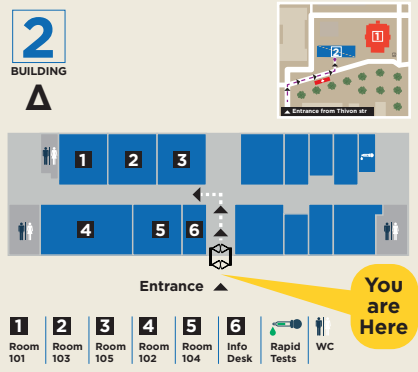 2
BUILDING
Δ
1
2
Entrance from Thivon str
1
2
3
4
5
6
Entrance
You
are
Here
1
Room
101
2
Room
103
3
Room
105
4
Room
102
5
Room
104
6
Info
Desk
Rapid
Tests
WC